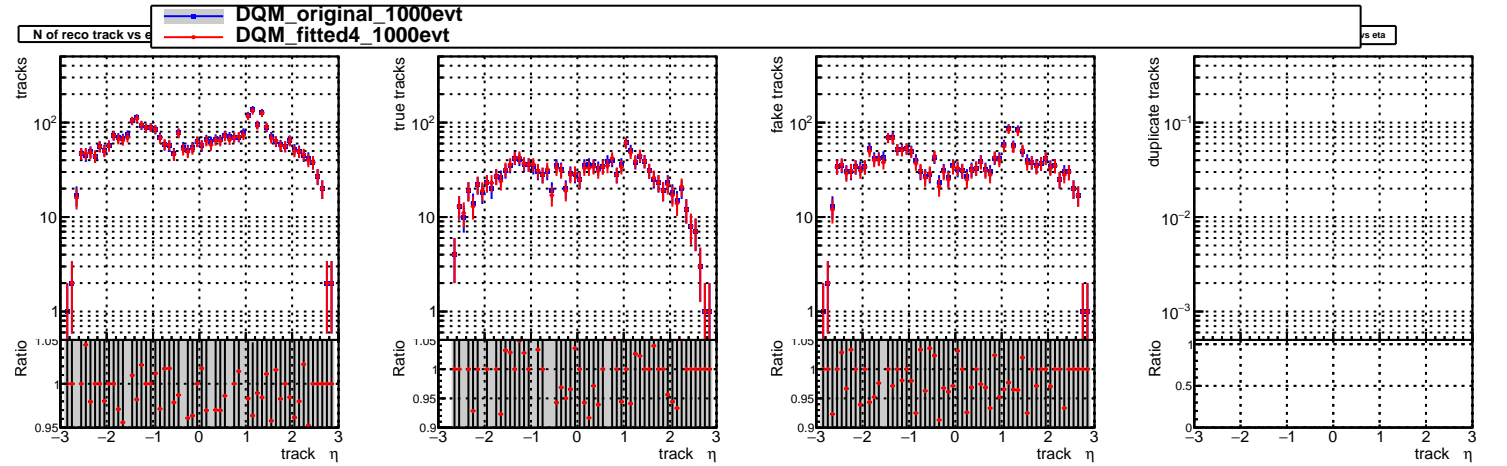 DQM_original_1000evt
DQM_fitted4_1000evt
N of reco track vs e
vs eta
tracks
10²
10
1
Ratio
1.05
1
0.95
−3 −2 −1 0 1 2 3
track η
true tracks
10²
10
1
Ratio
1
0.95
0.9
−3 −2 −1 0 1 2 3
track η
fake tracks
10²
10
1
Ratio
1.05
1
0.95
0.9
−3 −2 −1 0 1 2 3
track η
duplicate tracks
10⁻¹
10⁻²
10⁻³
Ratio
1
0.5
0
−3 −2 −1 0 1 2 3
track η